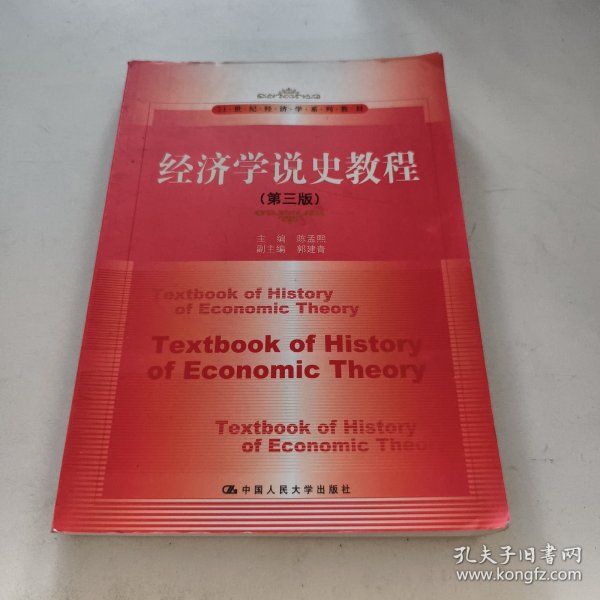 21世纪经济学系列教材
经济学说史教程
（第三版）
主 编 陈孟熙
副主编 郭建青
Textbook of History
of Economic Theory
Textbook of History
of Economic Theory
Textbook of History
of Economic Theo
中国人民大学出版社
孔夫子旧书网
www.kongfz.com